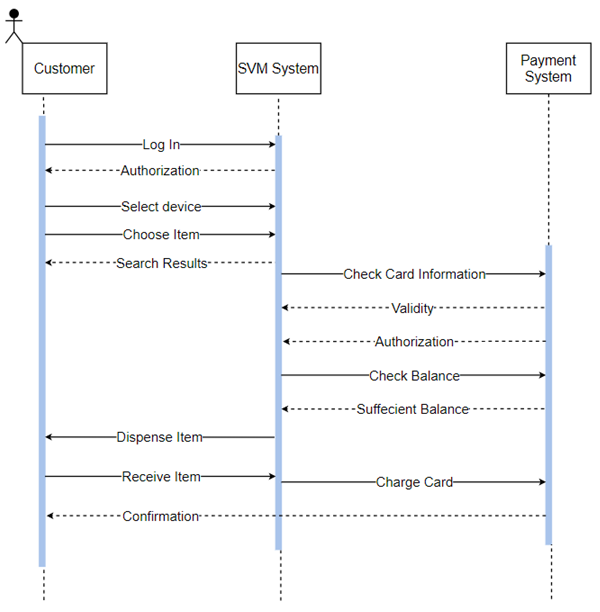 Customer
SVM System
Payment
System
Log In
Authorization
Select device
Choose Item
Search Results
Check Card Information
Validity
Authorization
Check Balance
Suffecient Balance
Dispense Item
Receive Item
Charge Card
Confirmation